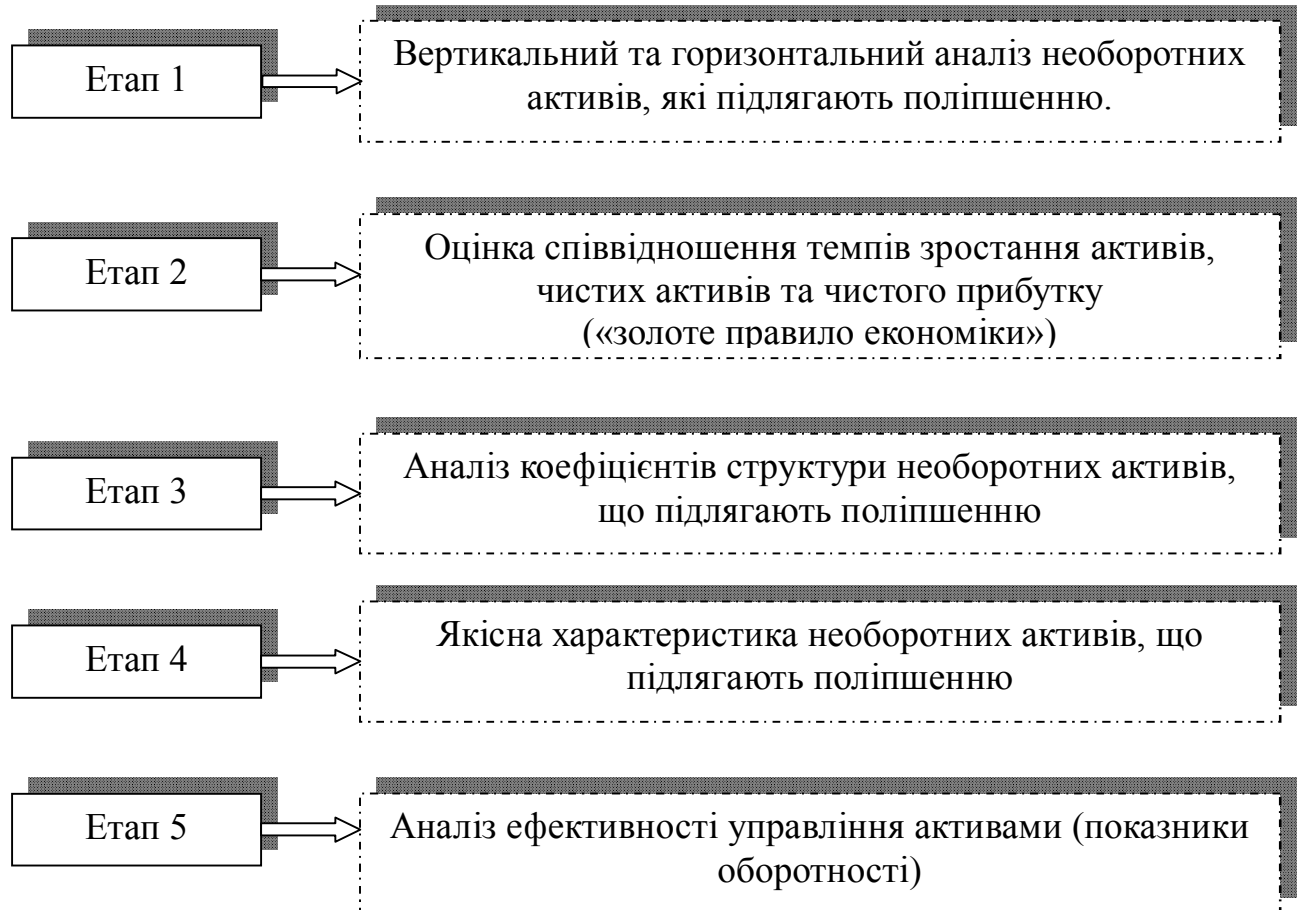 Етап 1
Вертикальний та горизонтальний аналіз необоротних
активів, які підлягають поліпшенню.
Етап 2
Оцінка співвідношення темпів зростання активів,
чистих активів та чистого прибутку
(«золоте правило економіки»)
Етап 3
Аналіз коефіцієнтів структури необоротних активів,
що підлягають поліпшенню
Етап 4
Якісна характеристика необоротних активів, що
підлягають поліпшенню
Етап 5
Аналіз ефективності управління активами (показники
оборотності)